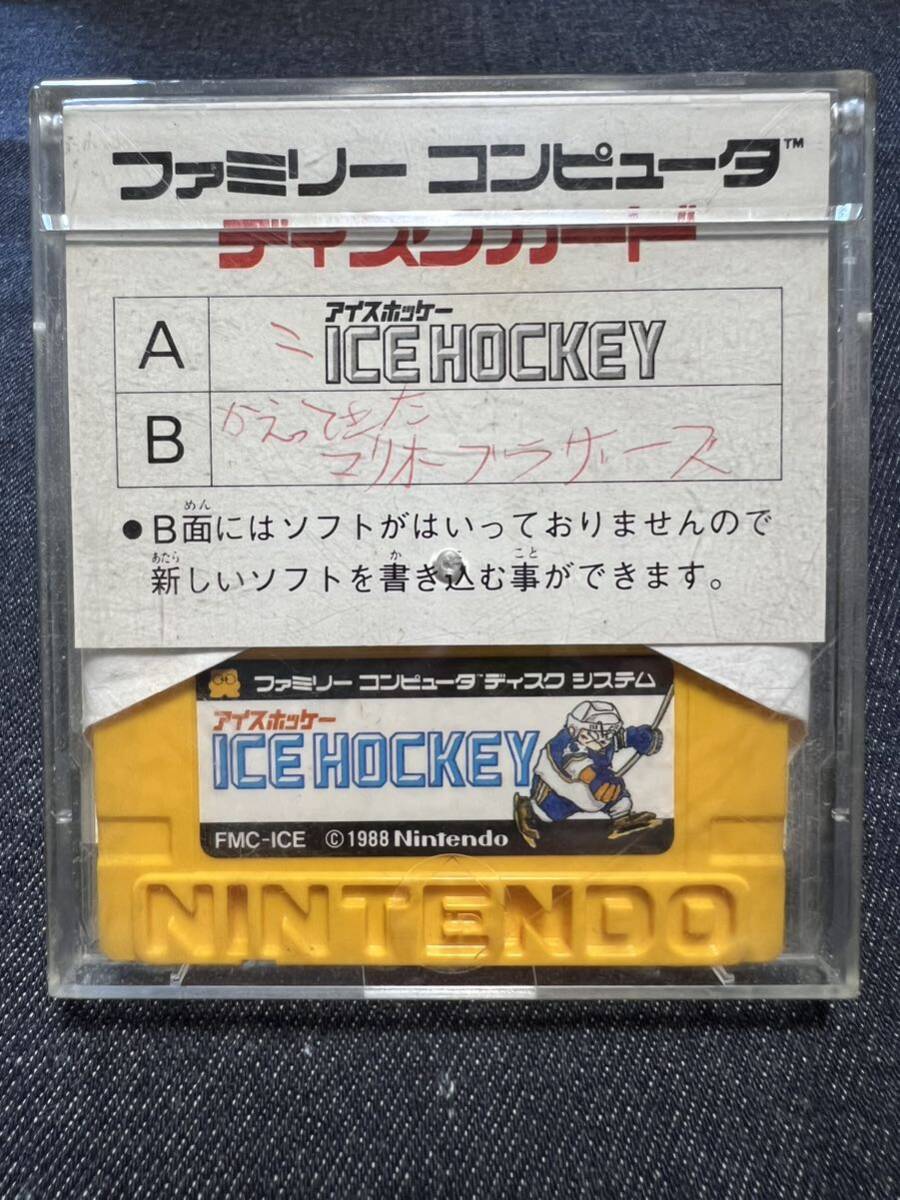 ファミリー コンピュータ™
ディスクカード
A
アイスホッケー
ニ ICE HOCKEY
B
かえってきた
マリオブラザーズ
●B面にはソフトがはいっておりませんので
新しいソフトを書き込む事ができます。
ファミリー コンピュータ™ディスク システム
アイスホッケー
ICE HOCKEY
FMC-ICE ©1988 Nintendo
NINTENDO